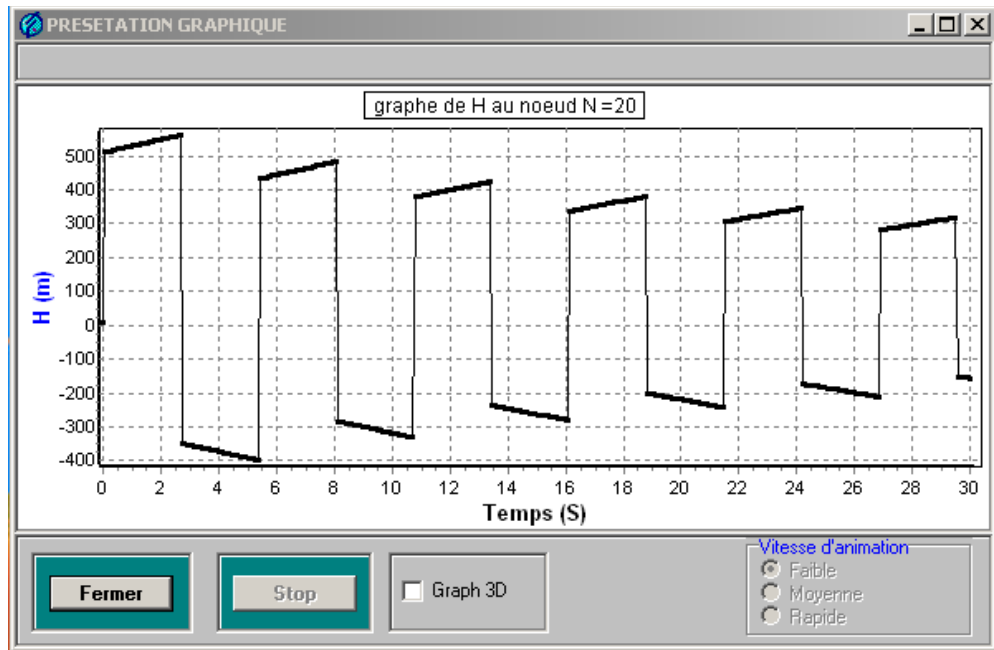 PRESETATION GRAPHIQUE
graphe de H au noeud N =20
H (m)
500
400
300
200
100
0
-100
-200
-300
-400
0 2 4 6 8 10 12 14 16 18 20 22 24 26 28 30
Temps (S)
Fermer
Stop
Graph 3D
Vitesse d'animation
Faible
Moyenne
Rapide